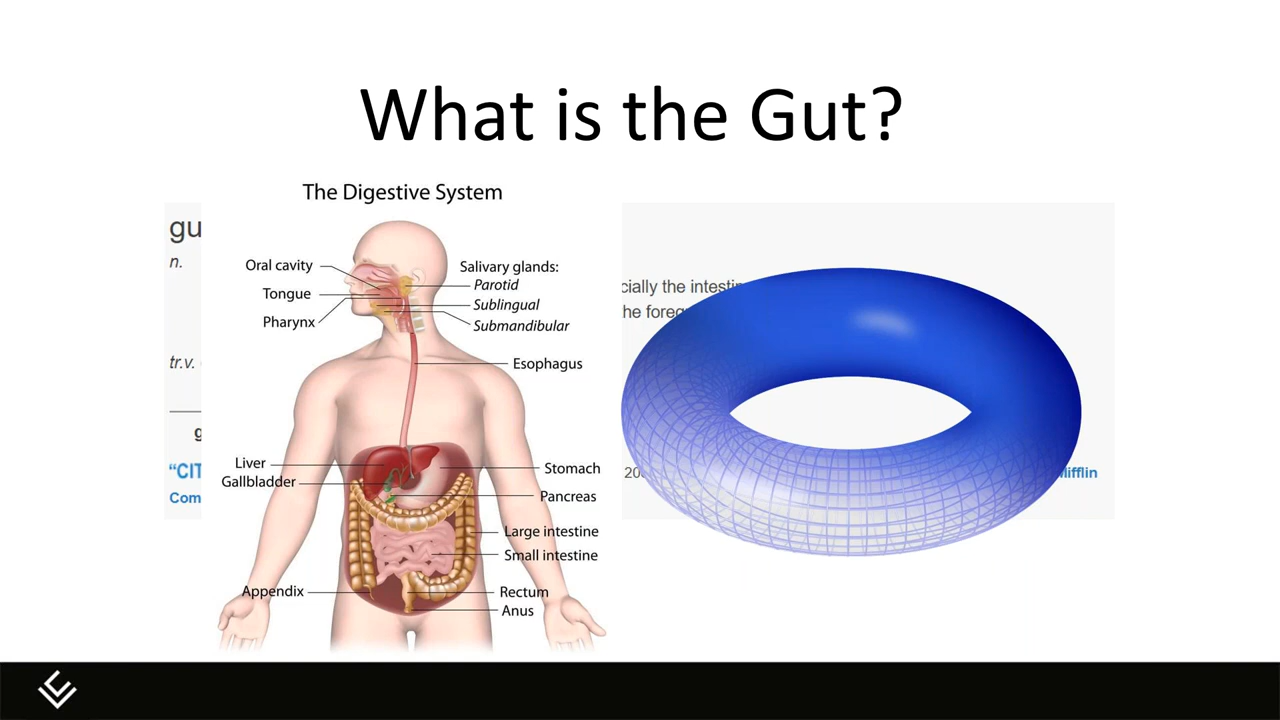 What is the Gut?
The Digestive System
gu
n.
tr.v.
g
“CIT
Com
Oral cavity
Tongue
Pharynx
Salivary glands:
Parotid
Sublingual
Submandibular
Esophagus
Liver
Gallbladder
Stomach
Pancreas
Large intestine
Small intestine
Appendix
Rectum
Anus
cially the intestin
he foreg
20
lifflin